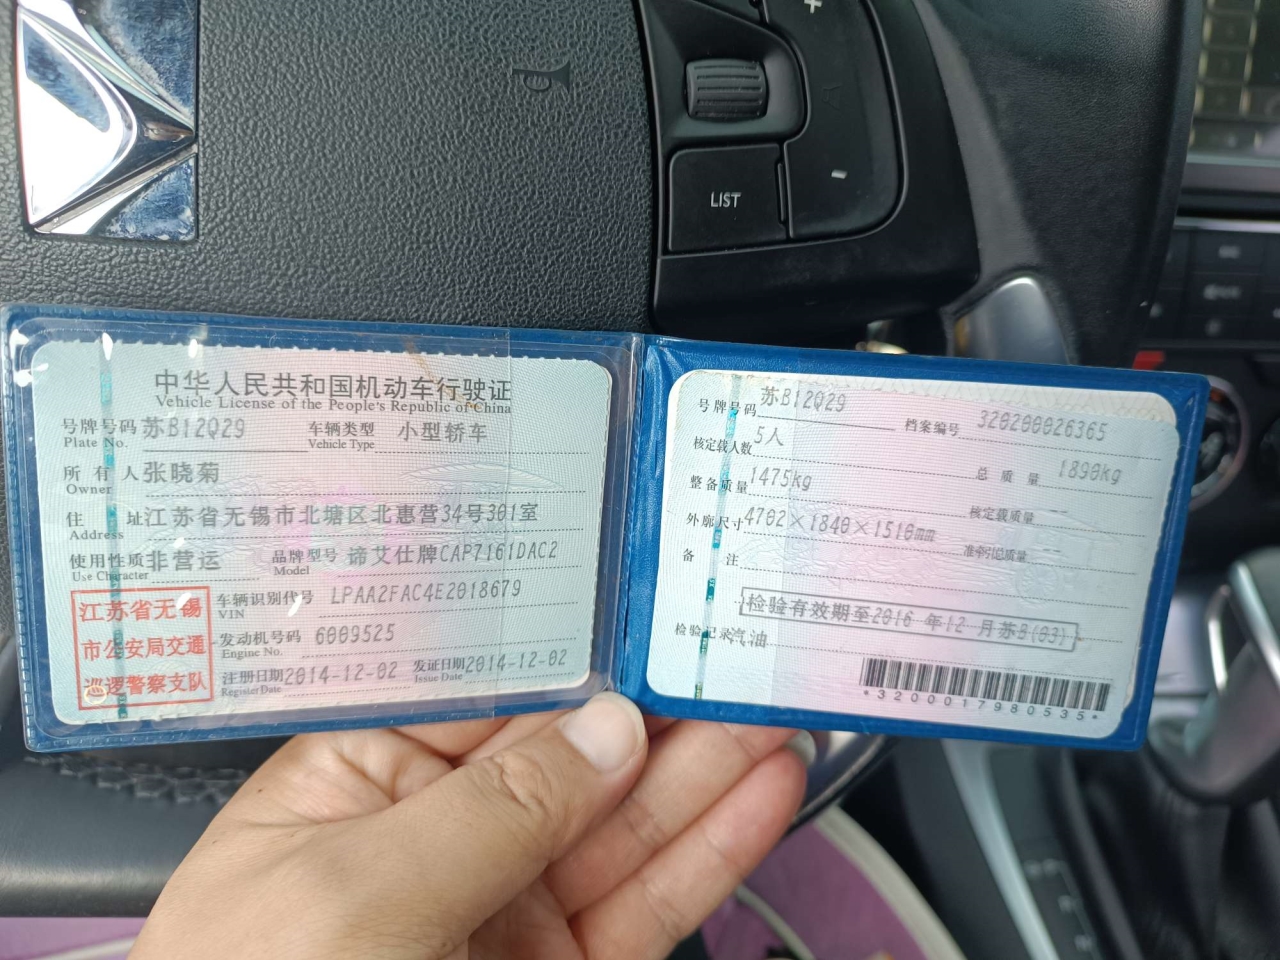 +
-
LIST
中华人民共和国机动车行驶证
Vehicle License of the People's Republic of China
号牌号码 苏B12Q29 车辆类型 小型轿车
Plate No. Vehicle Type
所有人 张晓菊
Owner
住址 江苏省无锡市北塘区北惠营34号301室
Address
使用性质 非营运 品牌型号 谛艾仕牌CAP7161DAC2
Use Character Model
江苏省无锡
市公安局交通
巡逻警察支队
车辆识别代号 LPAA2FAC4E2018679
VIN
发动机号码 6009525
Engine No.
注册日期 2014-12-02 发证日期 2014-12-02
Register Date Issue Date
号牌号码 苏B12Q29 档案编号 320200026365
核定载人数 5人 总质量 1890kg
整备质量 1475kg 核定载质量 --
外廓尺寸 4702×1840×1510mm 准牵引总质量 --
备注
检验有效期至2016年12月苏B(03)
检验记录 汽油
*3200017980535*